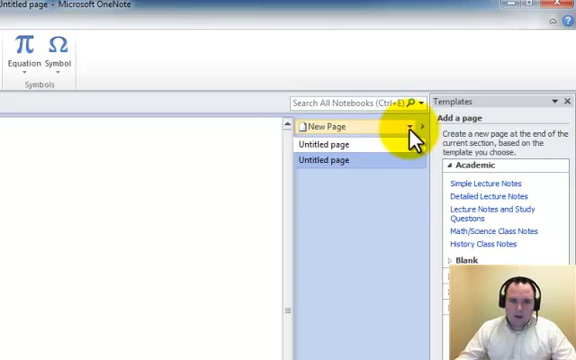 Untitled page - Microsoft OneNote
π Ω
Equation Symbol
Symbols
Search All Notebooks (Ctrl+E)
Templates
New Page
Add a page
Create a new page at the end of the
current section, based on the
template you choose.
Untitled page
Untitled page
Academic
Simple Lecture Notes
Detailed Lecture Notes
Lecture Notes and Study
Questions
Math/Science Class Notes
History Class Notes
Blank